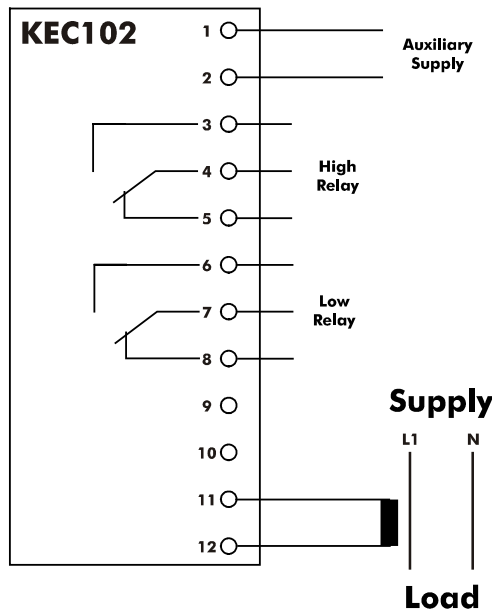 KEC102
1
Auxiliary
Supply
2
3
4
High
Relay
5
6
7
Low
Relay
8
9
Supply
L1 N
10
11
12
Load